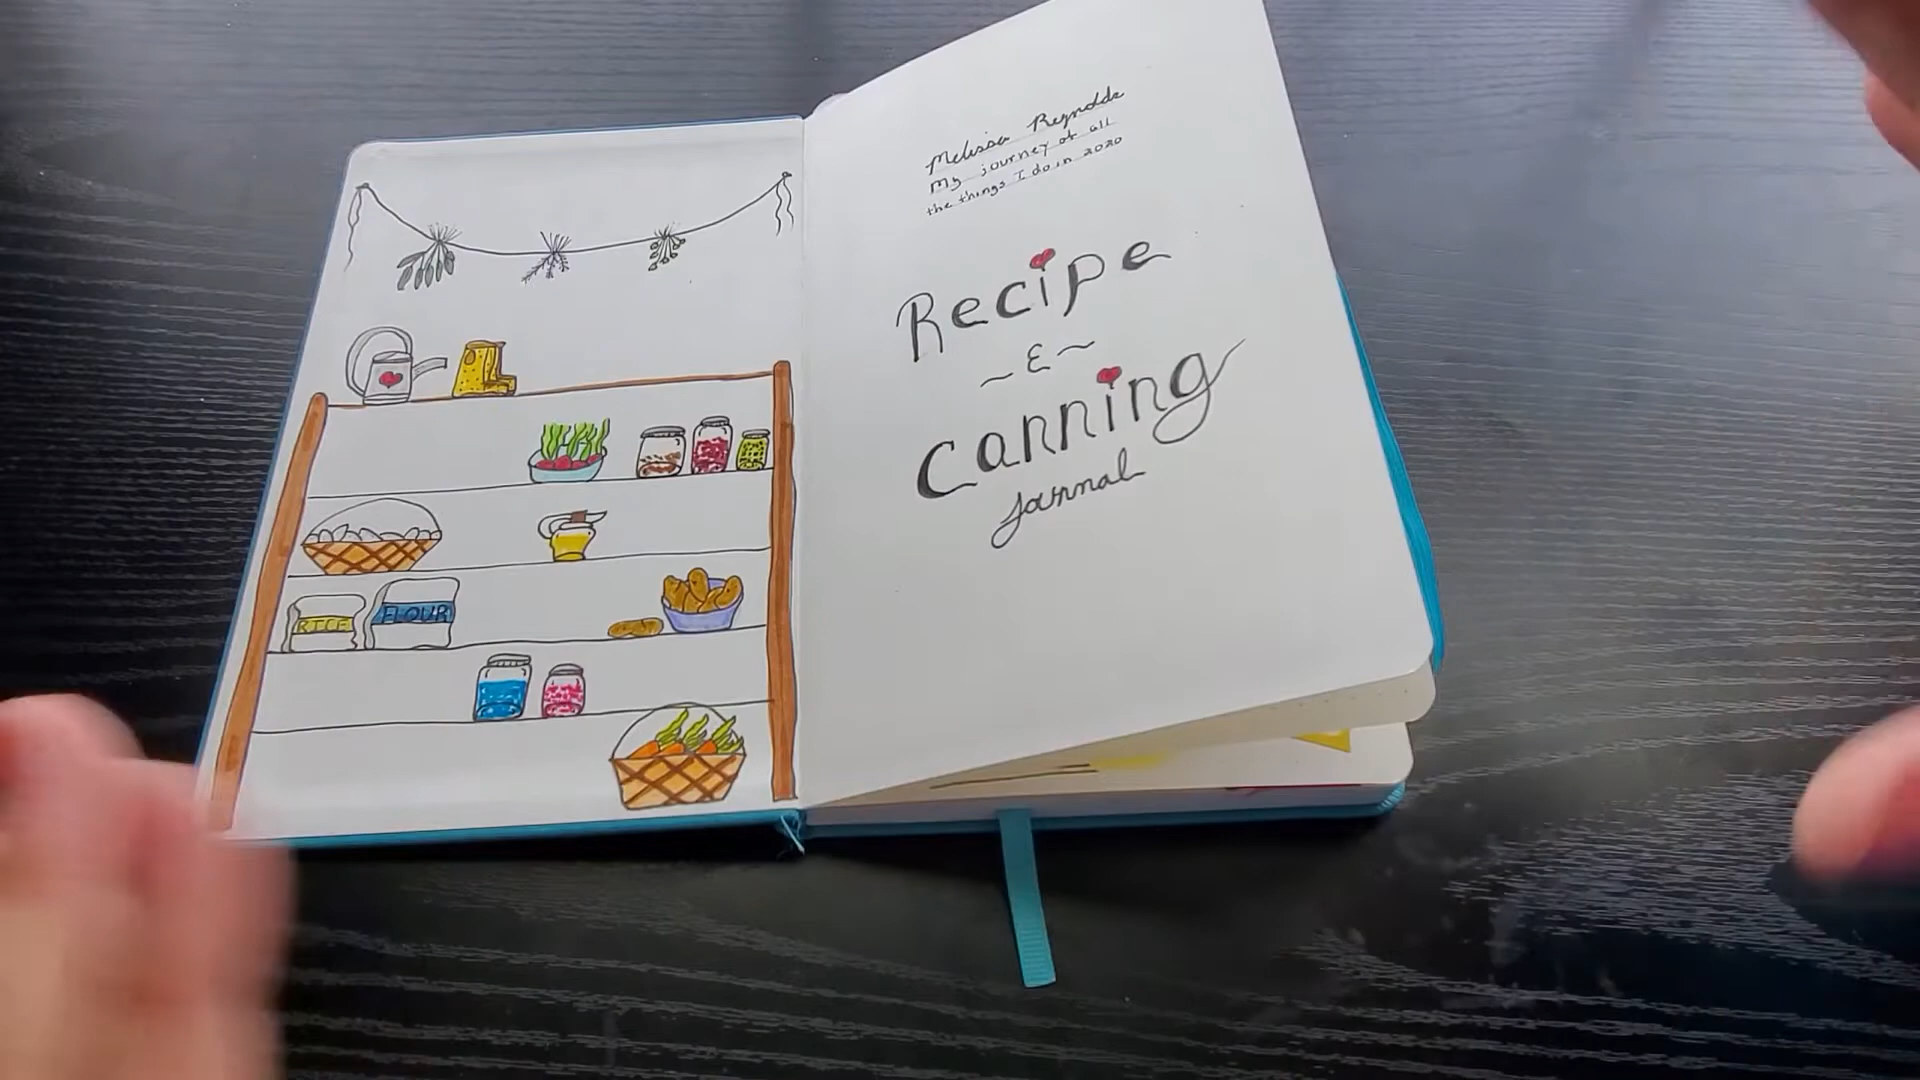 RICE
FLOUR
Melissa Reynolds
My journey of all
the things I do in 2020
Recipe
~ & ~
Canning
Journal